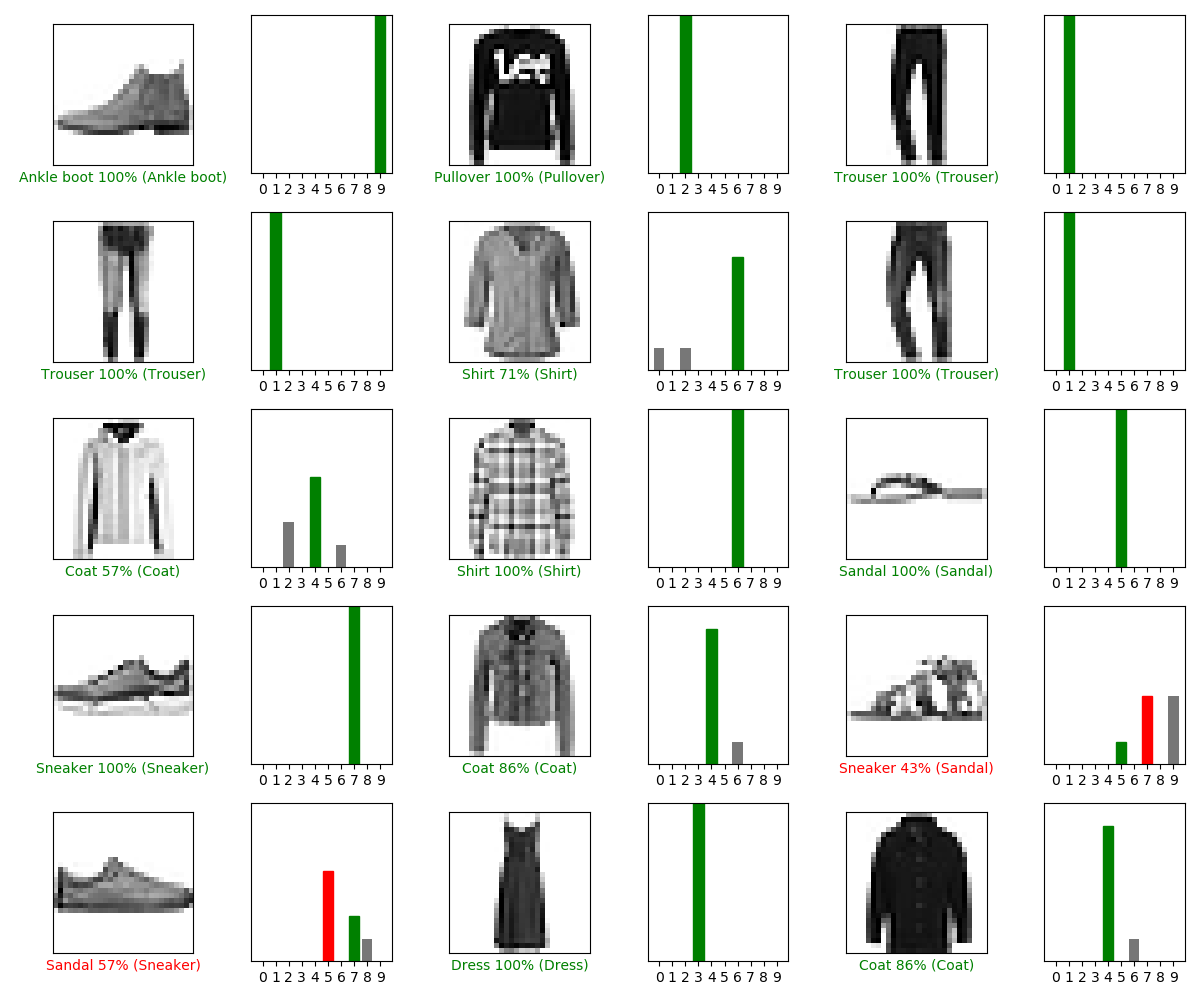 Lee
Ankle boot 100% (Ankle boot)
0 1 2 3 4 5 6 7 8 9
Pullover 100% (Pullover)
0 1 2 3 4 5 6 7 8 9
Trouser 100% (Trouser)
0 1 2 3 4 5 6 7 8 9
Trouser 100% (Trouser)
0 1 2 3 4 5 6 7 8 9
Shirt 71% (Shirt)
0 1 2 3 4 5 6 7 8 9
Trouser 100% (Trouser)
0 1 2 3 4 5 6 7 8 9
Coat 57% (Coat)
0 1 2 3 4 5 6 7 8 9
Shirt 100% (Shirt)
0 1 2 3 4 5 6 7 8 9
Sandal 100% (Sandal)
0 1 2 3 4 5 6 7 8 9
Sneaker 100% (Sneaker)
0 1 2 3 4 5 6 7 8 9
Coat 86% (Coat)
0 1 2 3 4 5 6 7 8 9
Sneaker 43% (Sandal)
0 1 2 3 4 5 6 7 8 9
Sandal 57% (Sneaker)
0 1 2 3 4 5 6 7 8 9
Dress 100% (Dress)
0 1 2 3 4 5 6 7 8 9
Coat 86% (Coat)
0 1 2 3 4 5 6 7 8 9